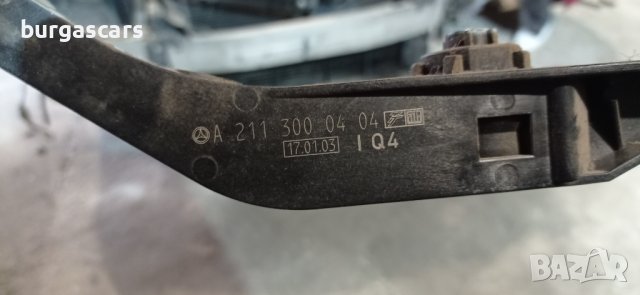 burgascars
A 211 300 04 04
17.01.03 I Q4
BAZAR